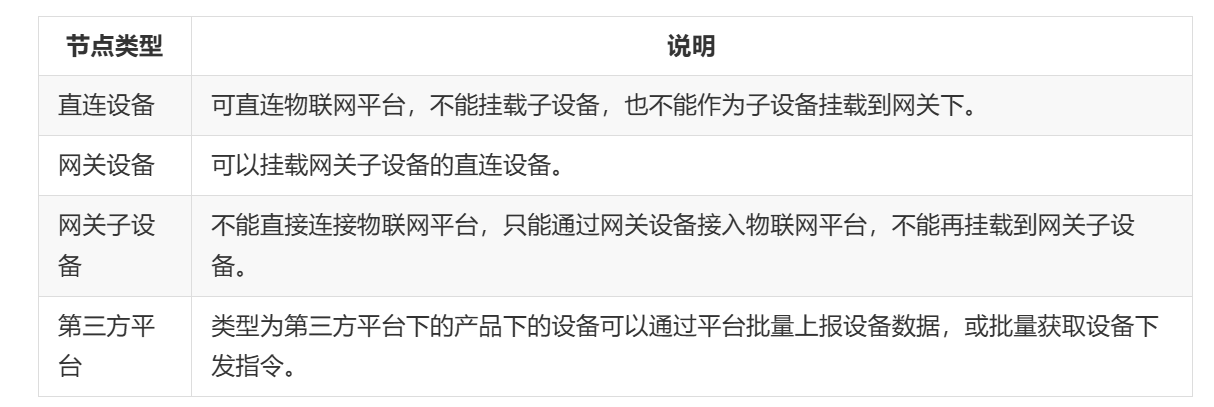 节点类型 说明
直连设备 可直连物联网平台，不能挂载子设备，也不能作为子设备挂载到网关下。
网关设备 可以挂载网关子设备的直连设备。
网关子设 不能直接连接物联网平台，只能通过网关设备接入物联网平台，不能再挂载到网关子设
备 备。
第三方平 类型为第三方平台下的产品下的设备可以通过平台批量上报设备数据，或批量获取设备下
台 发指令。